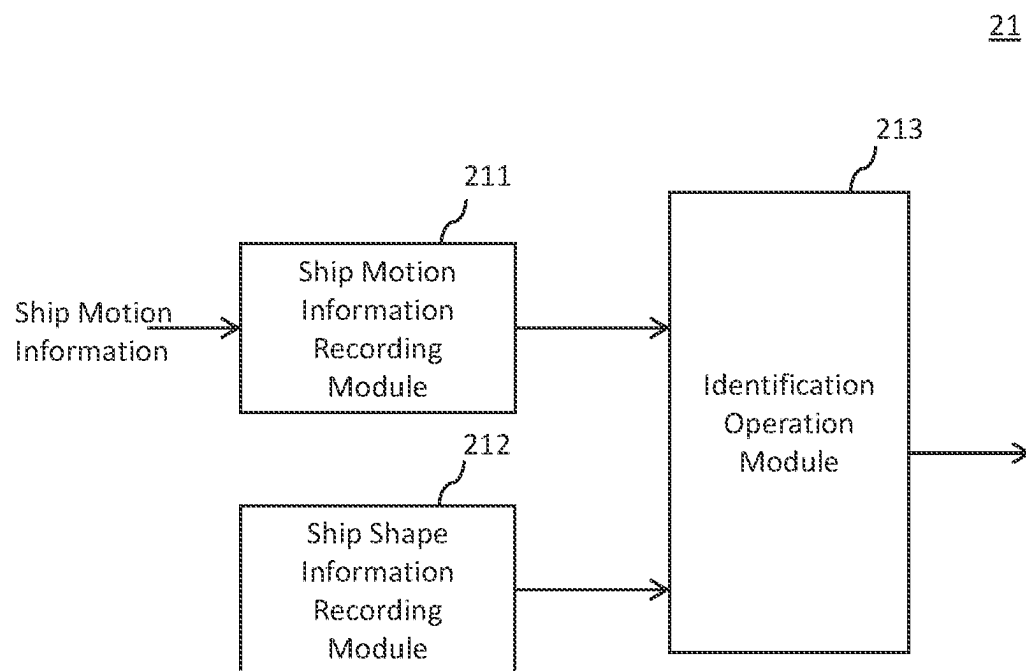 21
213
211
Ship Motion
Information
Recording
Module
Ship Motion
Information
Identification
Operation
Module
212
Ship Shape
Information
Recording
Module